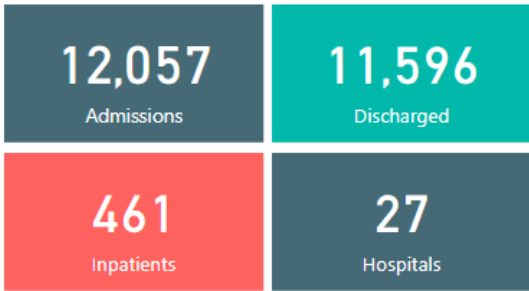 12,057
Admissions
11,596
Discharged
461
Inpatients
27
Hospitals